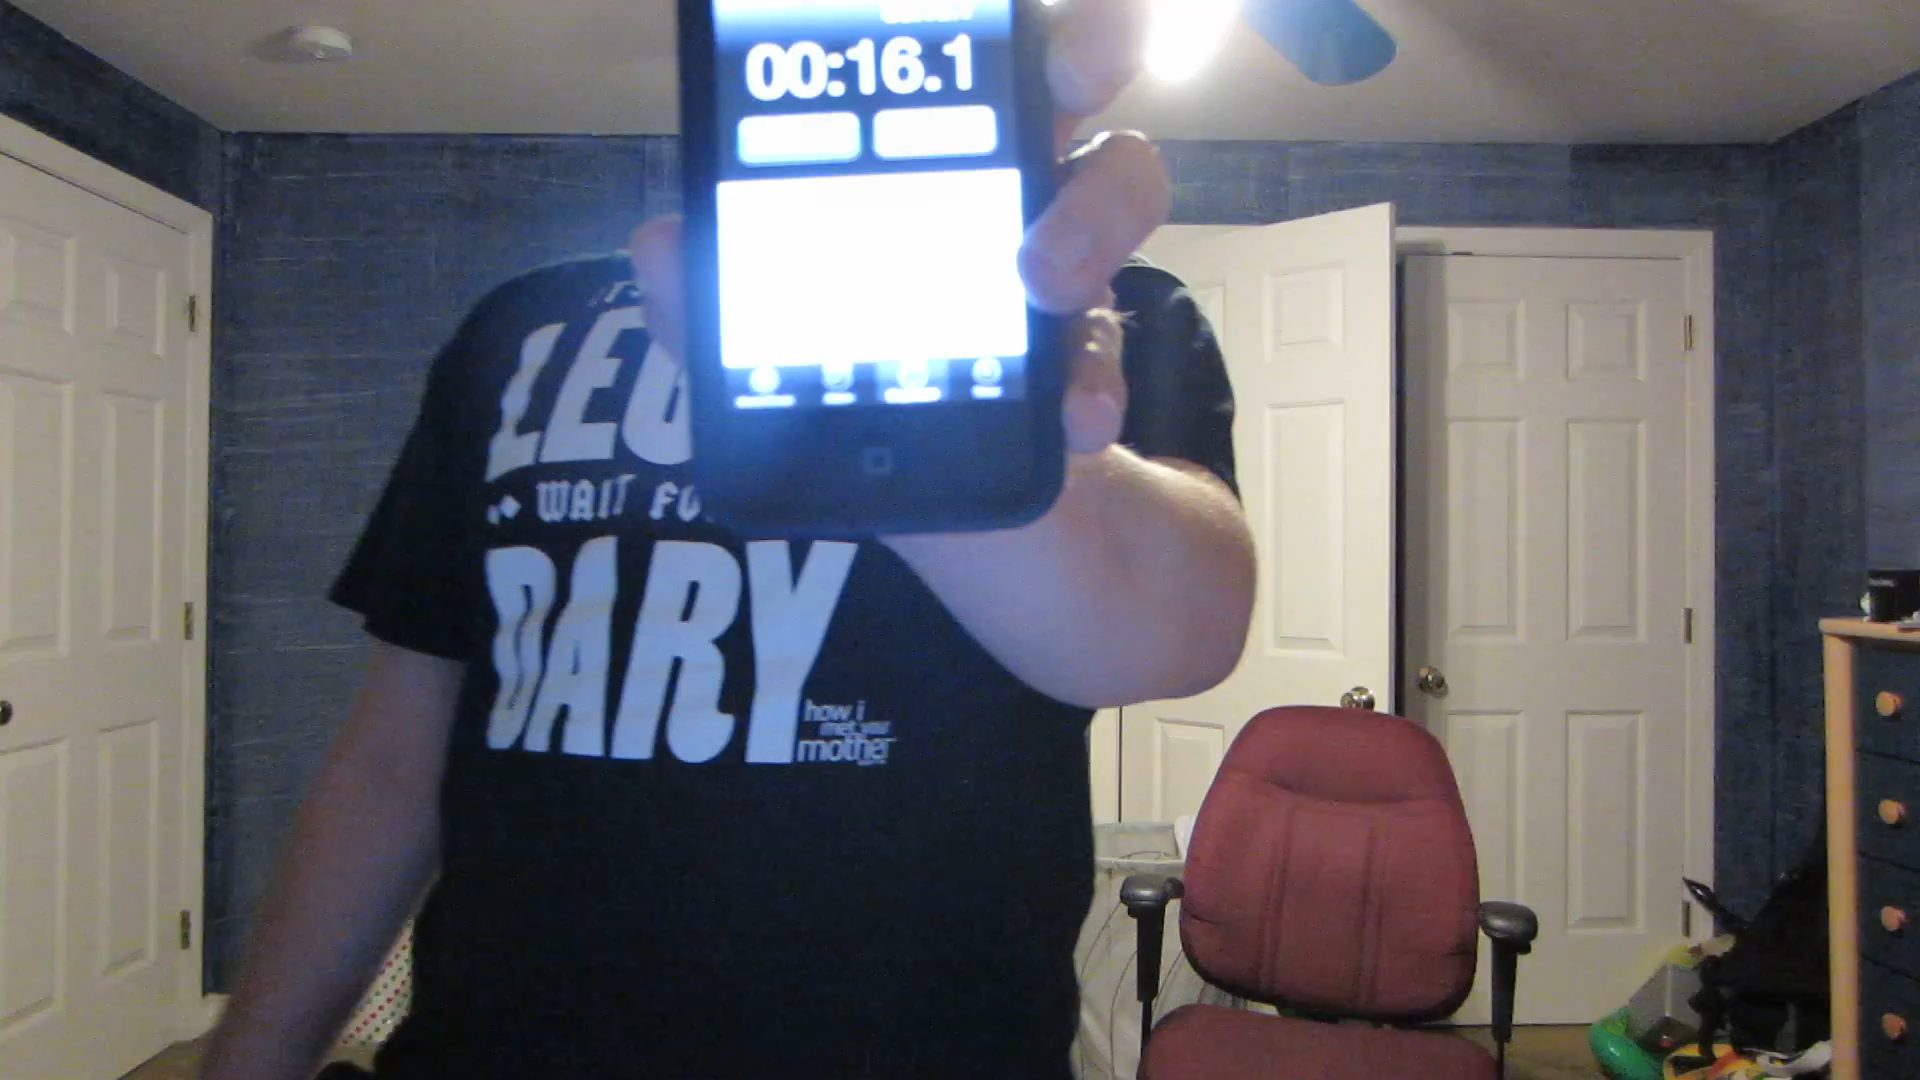 00:16.1
LEG
WAIT FO
DARY
how i
met your
mother